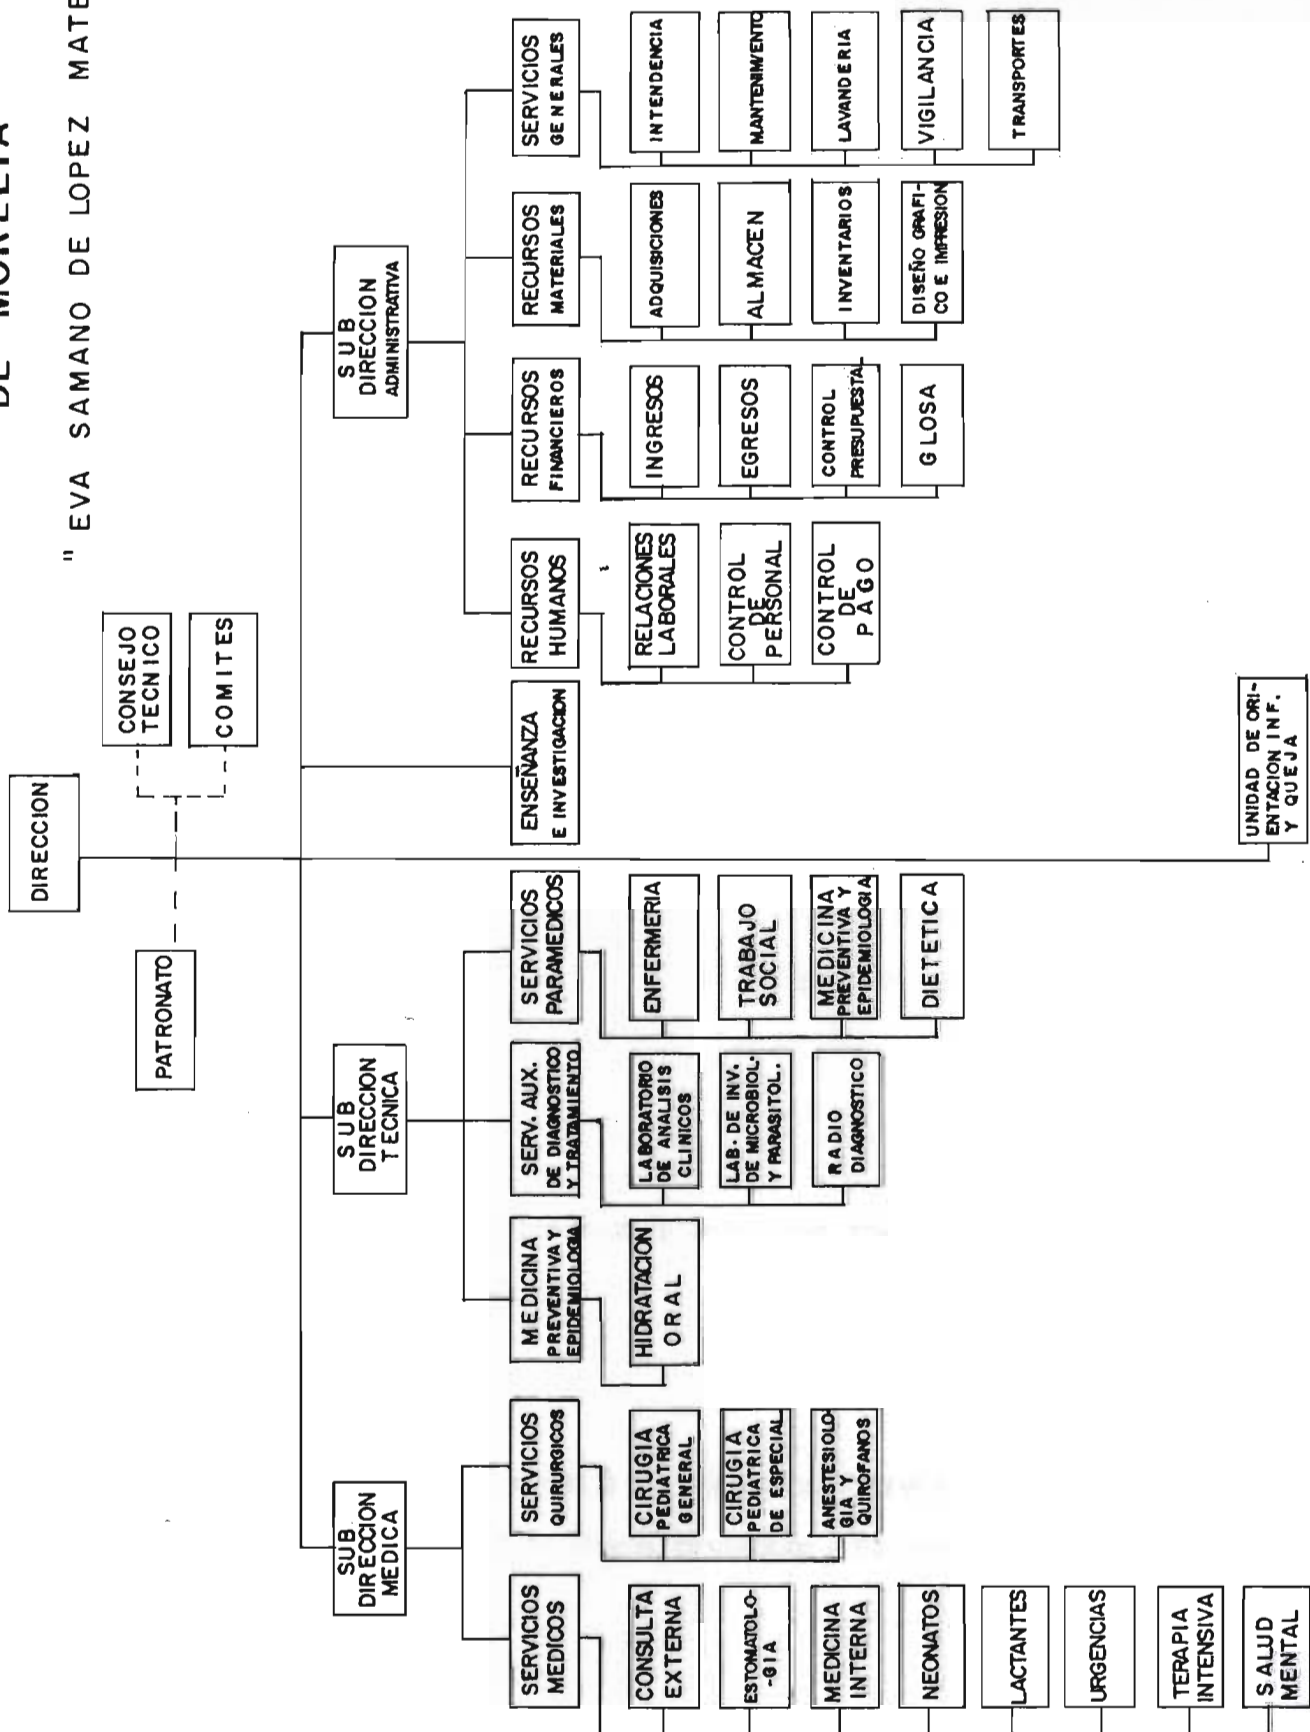 DE MORELIA
" EVA SAMANO DE LOPEZ MATE
DIRECCION
PATRONATO
CONSEJO
TECNICO
COMITES
SUB
DIRECCION
MEDICA
SUB
DIRECCION
TECNICA
SUB
DIRECCION
ADMINISTRATIVA
SERVICIOS
MEDICOS
SERVICIOS
QUIRURGICOS
MEDICINA
PREVENTIVA Y
EPIDEMIOLOGIA
SERV. AUX.
DE DIAGNOSTICO
Y TRATAMIENTO
SERVICIOS
PARAMEDICOS
ENSEÑANZA
E INVESTIGACION
RECURSOS
HUMANOS
RECURSOS
FINANCIEROS
RECURSOS
MATERIALES
SERVICIOS
GENERALES
CONSULTA
EXTERNA
ESTOMATOLO-
-GIA
MEDICINA
INTERNA
NEONATOS
LACTANTES
URGENCIAS
TERAPIA
INTENSIVA
SALUD
MENTAL
CIRUGIA
PEDIATRICA
GENERAL
CIRUGIA
PEDIATRICA
DE ESPECIAL.
ANESTESIOLO-
GIA Y
QUIROFANOS
HIDRATACION
ORAL
LABORATORIO
DE ANALISIS
CLINICOS
LAB. DE INV.
DE MICROBIOL.
Y PARASITOL.
RADIO
DIAGNOSTICO
ENFERMERIA
TRABAJO
SOCIAL
MEDICINA
PREVENTIVA Y
EPIDEMIOLOGIA
DIETETICA
RELACIONES
LABORALES
CONTROL
DE
PERSONAL
CONTROL
DE
PAGO
INGRESOS
EGRESOS
CONTROL
PRESUPUESTAL
GLOSA
ADQUISICIONES
ALMACEN
INVENTARIOS
DISEÑO GRAFI-
CO E IMPRESION
INTENDENCIA
MANTENIMIENTO
LAVANDERIA
VIGILANCIA
TRANSPORTES
UNIDAD DE ORI-
ENTACION INF.
Y QUEJA